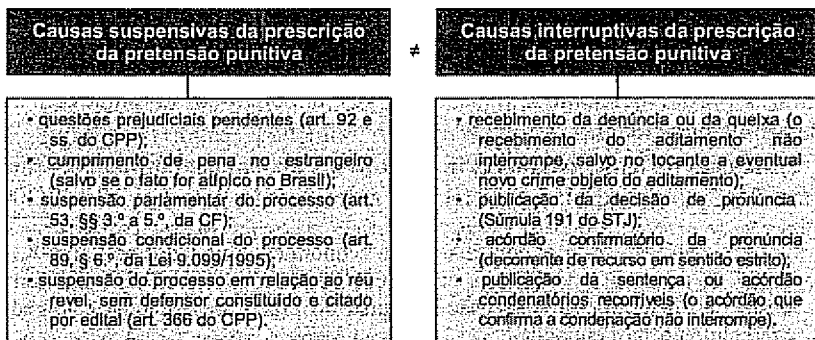 Causas suspensivas da prescrição
da pretensão punitiva
≠
Causas interruptivas da prescrição
da pretensão punitiva
• questões prejudiciais pendentes (art. 92 e
ss. do CPP);
• cumprimento de pena no estrangeiro
(salvo se o fato for atípico no Brasil);
• suspensão parlamentar do processo (art.
53, §§ 3.º a 5.º, da CF);
• suspensão condicional do processo (art.
89, § 6.º, da Lei 9.099/1995);
• suspensão do processo em relação ao réu
revel, sem defensor constituído e citado
por edital (art. 366 do CPP).
• recebimento da denúncia ou da queixa (o
recebimento do aditamento não
interrompe, salvo no tocante a eventual
novo crime objeto do aditamento);
• publicação da decisão de pronúncia
(Súmula 191 do STJ);
• acórdão confirmatório da pronúncia
(decorrente de recurso em sentido estrito);
• publicação da sentença ou acórdão
condenatórios recorríveis (o acórdão que
confirma a condenação não interrompe).